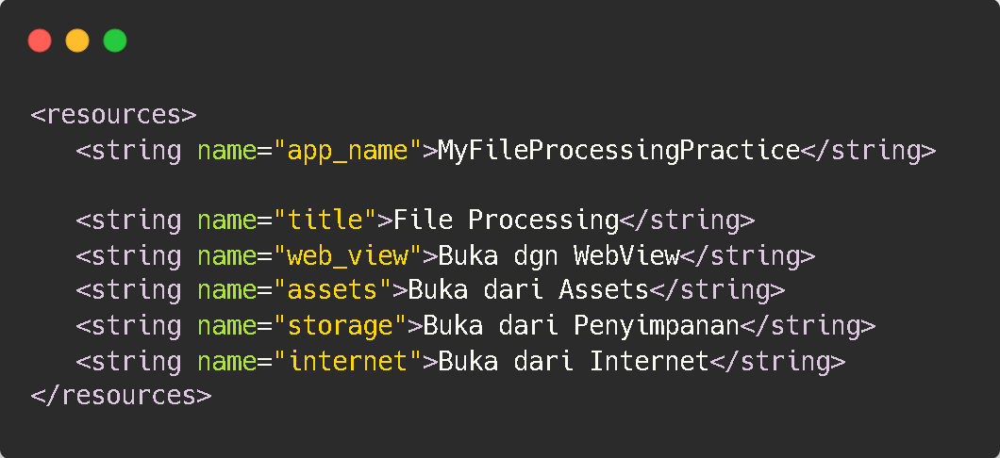 <resources>
<string name="app_name">MyFileProcessingPractice</string>
<string name="title">File Processing</string>
<string name="web_view">Buka dgn WebView</string>
<string name="assets">Buka dari Assets</string>
<string name="storage">Buka dari Penyimpanan</string>
<string name="internet">Buka dari Internet</string>
</resources>